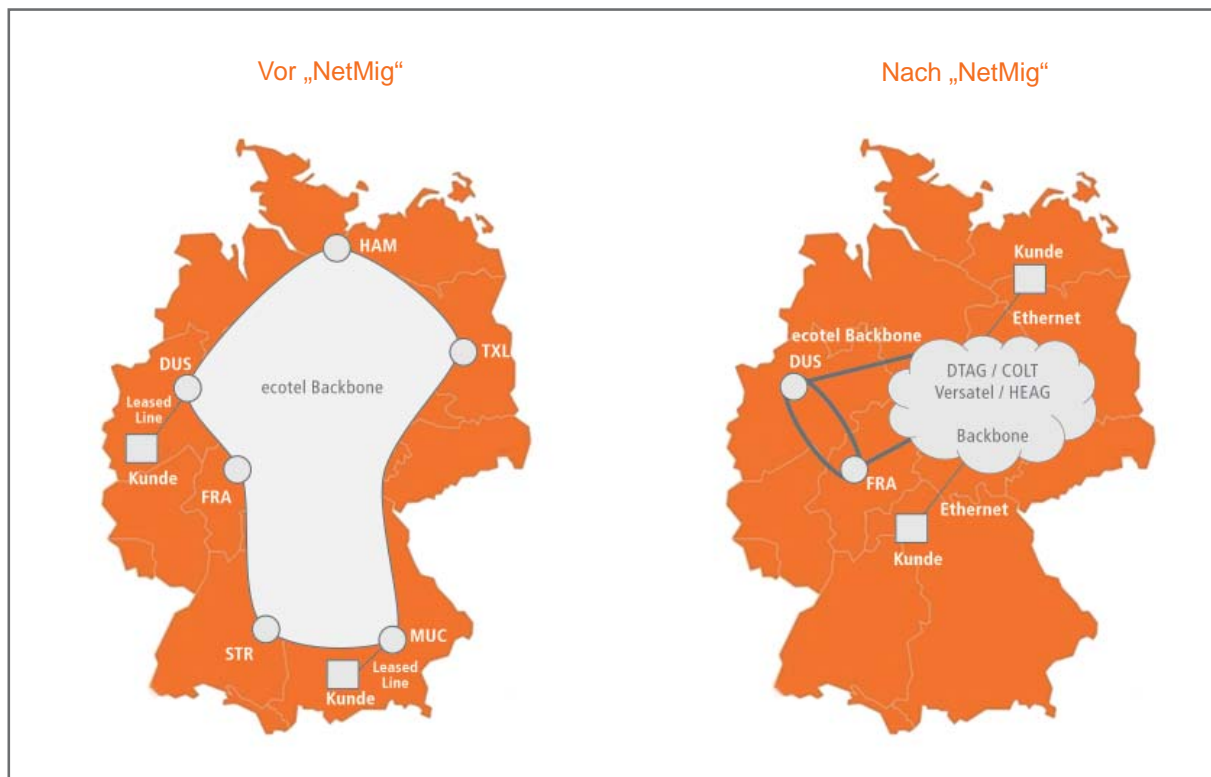 Vor „NetMig“
HAM
TXL
DUS
ecotel Backbone
Leased
Line
Kunde
FRA
STR
MUC
Leased
Line
Kunde
Nach „NetMig“
Kunde
Ethernet
ecotel Backbone
DUS
DTAG / COLT
Versatel / HEAG
Backbone
FRA
Ethernet
Kunde